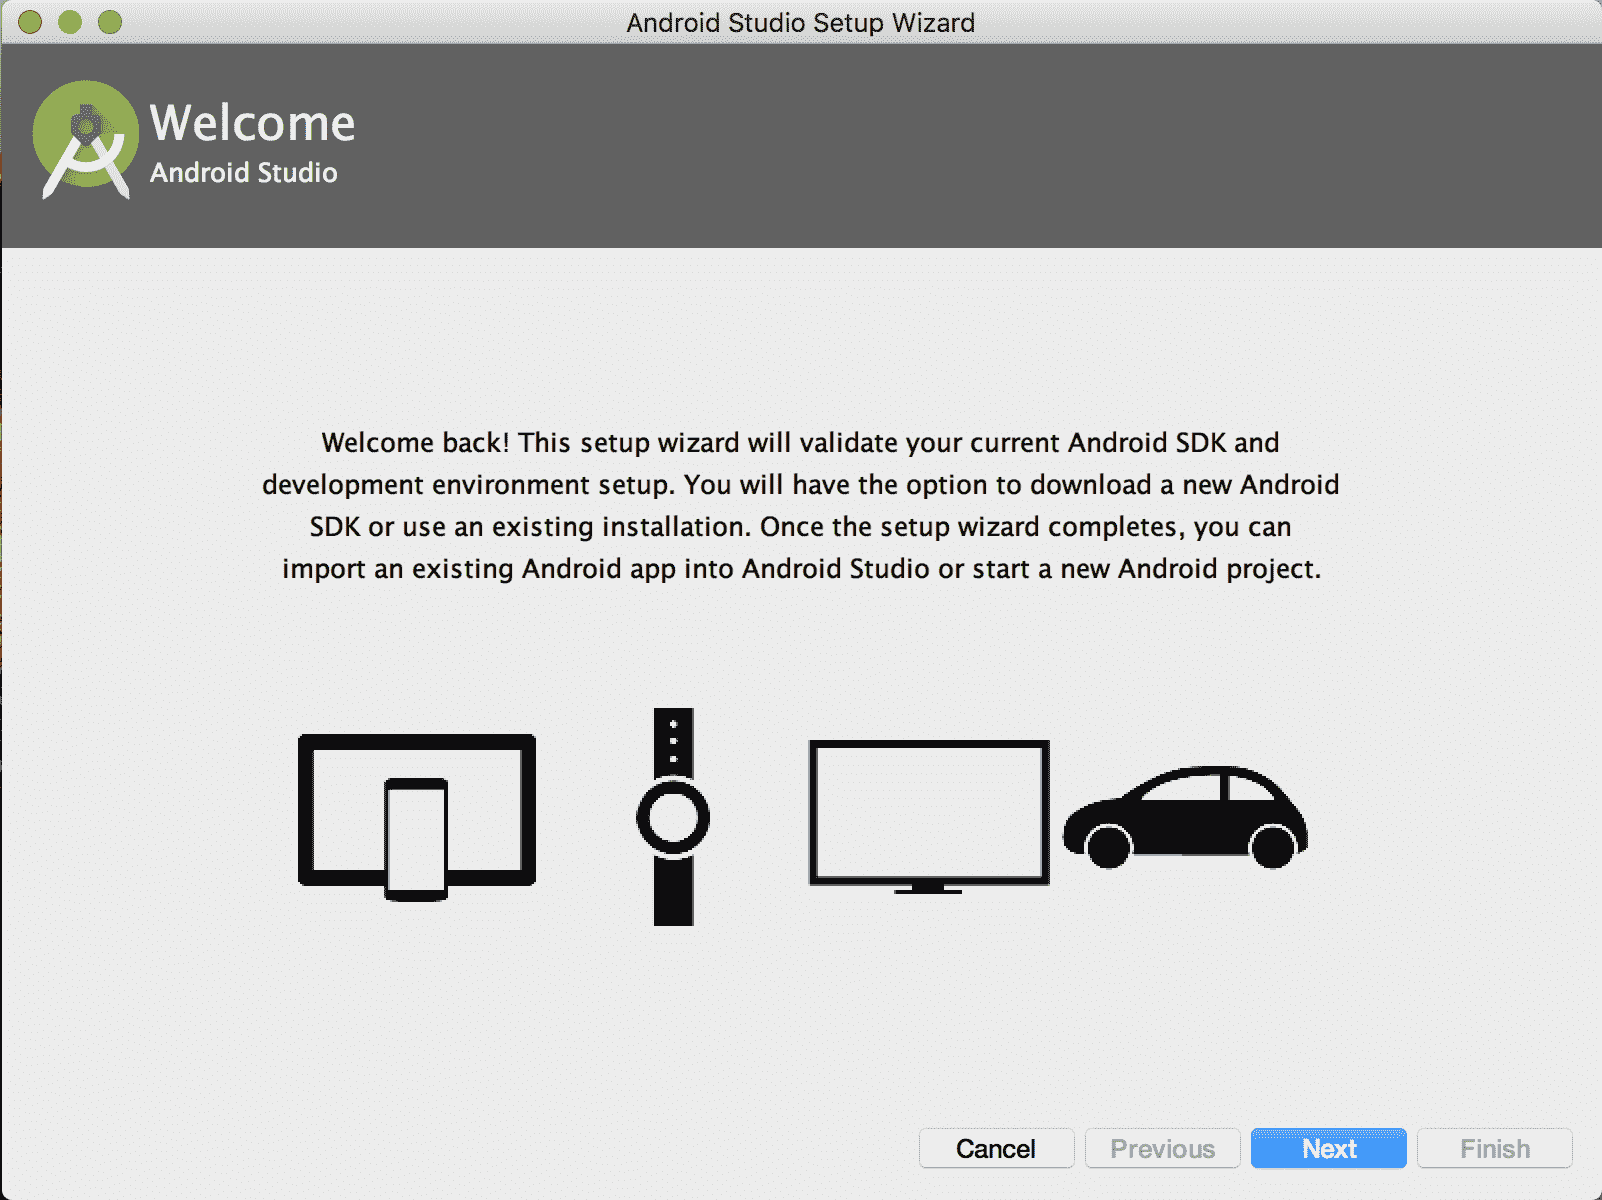 Android Studio Setup Wizard
Welcome
Android Studio
Welcome back! This setup wizard will validate your current Android SDK and
development environment setup. You will have the option to download a new Android
SDK or use an existing installation. Once the setup wizard completes, you can
import an existing Android app into Android Studio or start a new Android project.
Cancel Previous Next Finish